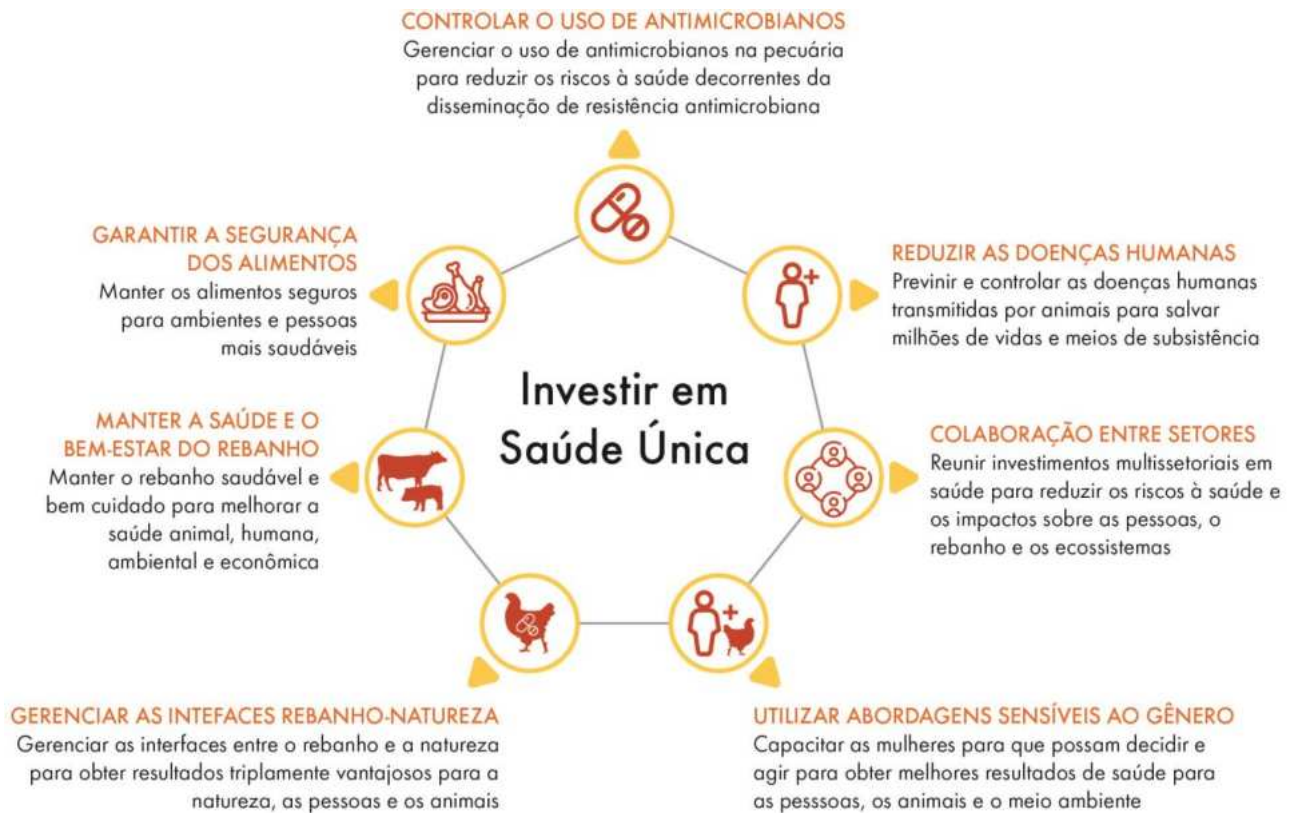 CONTROLAR O USO DE ANTIMICROBIANOS
Gerenciar o uso de antimicrobianos na pecuária
para reduzir os riscos à saúde decorrentes da
disseminação de resistência antimicrobiana
GARANTIR A SEGURANÇA
DOS ALIMENTOS
Manter os alimentos seguros
para ambientes e pessoas
mais saudáveis
REDUZIR AS DOENÇAS HUMANAS
Previnir e controlar as doenças humanas
transmitidas por animais para salvar
milhões de vidas e meios de subsistência
Investir em
Saúde Única
MANTER A SAÚDE E O
BEM-ESTAR DO REBANHO
Manter o rebanho saudável e
bem cuidado para melhorar a
saúde animal, humana,
ambiental e econômica
COLABORAÇÃO ENTRE SETORES
Reunir investimentos multissetoriais em
saúde para reduzir os riscos à saúde e
os impactos sobre as pessoas, o
rebanho e os ecossistemas
GERENCIAR AS INTEFACES REBANHO-NATUREZA
Gerenciar as interfaces entre o rebanho e a natureza
para obter resultados triplamente vantajosos para a
natureza, as pessoas e os animais
UTILIZAR ABORDAGENS SENSÍVEIS AO GÊNERO
Capacitar as mulheres para que possam decidir e
agir para obter melhores resultados de saúde para
as pesssoas, os animais e o meio ambiente